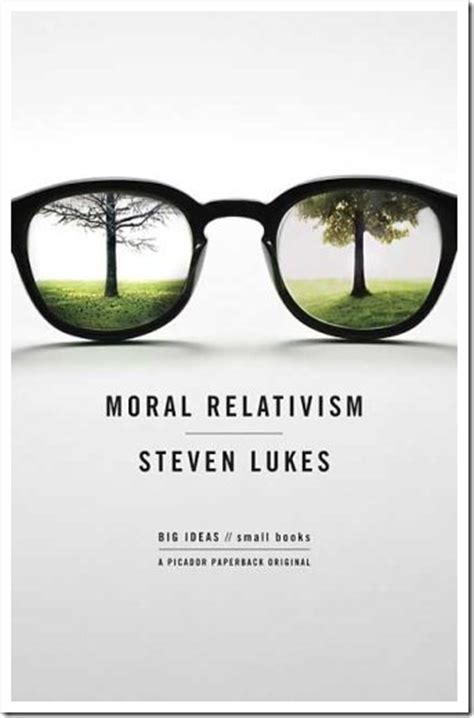 MORAL RELATIVISM
STEVEN LUKES
BIG IDEAS // small books
A PICADOR PAPERBACK ORIGINAL